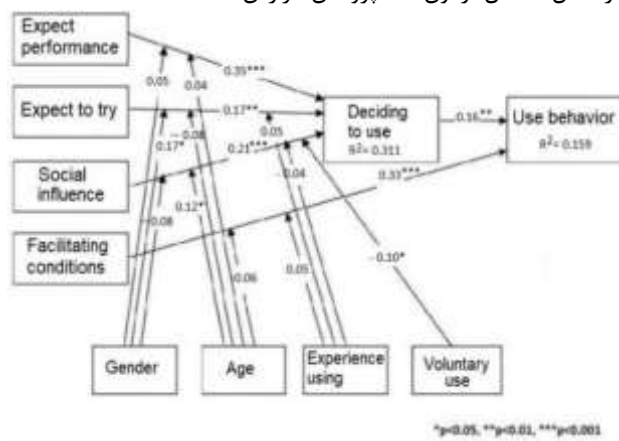 Expect
performance
Expect to try
Social
influence
Facilitating
conditions
0.05
0.04
0.35***
0.17**
0.17*
-0.08
0.05
0.21***
-0.08
0.12*
-0.04
0.33***
-0.06
0.05
-0.10*
Deciding
to use
R²= 0.311
0.16**
Use behavior
R²= 0.159
Gender
Age
Experience
using
Voluntary
use
*p<0.05, **p<0.01, ***p<0.001